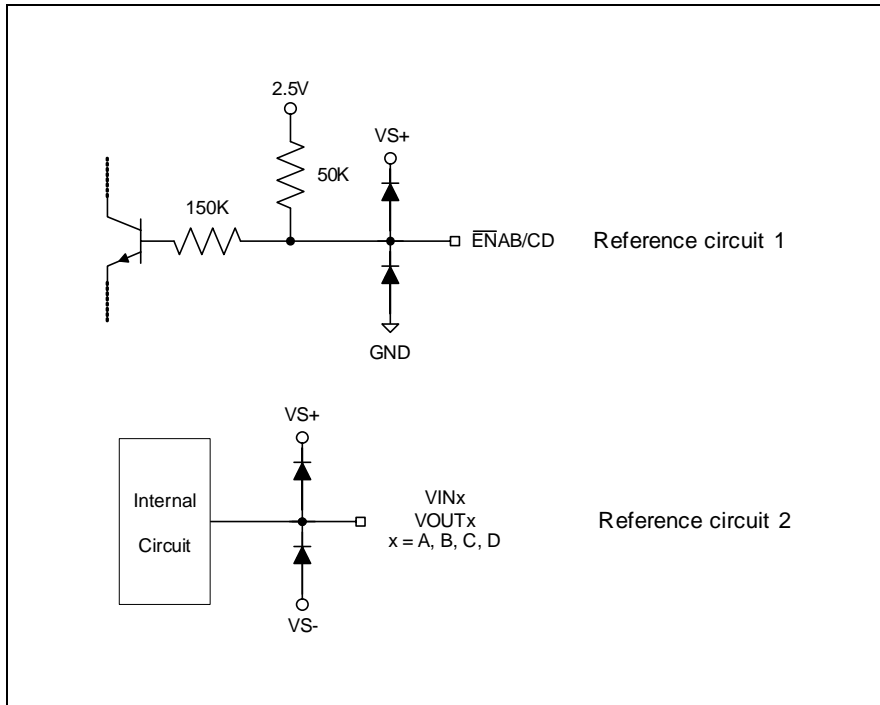 2.5V
VS+
50K
150K
E̅N̅AB/CD
Reference circuit 1
GND
VS+
Internal
Circuit
VINx
VOUTx
x = A, B, C, D
Reference circuit 2
VS-